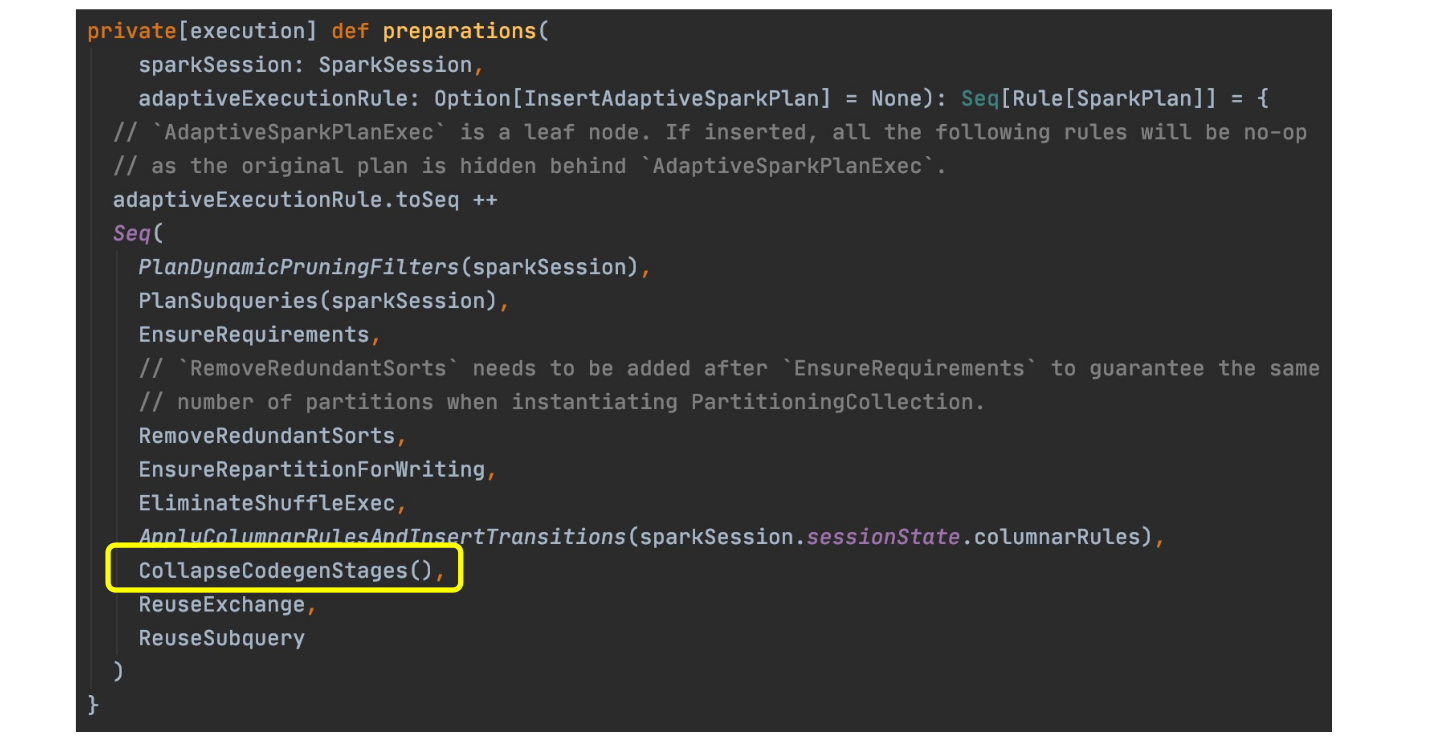 private[execution] def preparations(
sparkSession: SparkSession,
adaptiveExecutionRule: Option[InsertAdaptiveSparkPlan] = None): Seq[Rule[SparkPlan]] = {
// `AdaptiveSparkPlanExec` is a leaf node. If inserted, all the following rules will be no-op
// as the original plan is hidden behind `AdaptiveSparkPlanExec`.
adaptiveExecutionRule.toSeq ++
Seq(
PlanDynamicPruningFilters(sparkSession),
PlanSubqueries(sparkSession),
EnsureRequirements,
// `RemoveRedundantSorts` needs to be added after `EnsureRequirements` to guarantee the same
// number of partitions when instantiating PartitioningCollection.
RemoveRedundantSorts,
EnsureRepartitionForWriting,
EliminateShuffleExec,
ApplyColumnarRulesAndInsertTransitions(sparkSession.sessionState.columnarRules),
CollapseCodegenStages(),
ReuseExchange,
ReuseSubquery
)
}